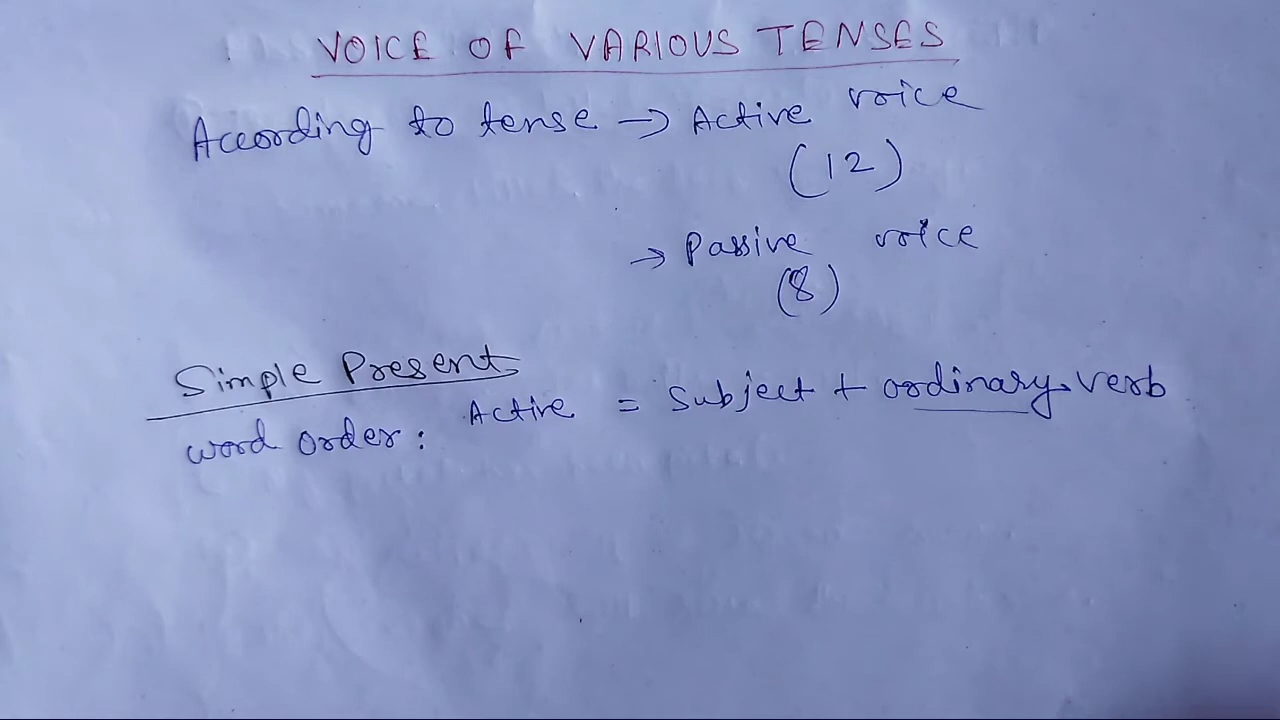 VOICE OF VARIOUS TENSES
According to tense → Active voice
(12)
→ Passive voice
(8)
Simple Present
word order: Active = Subject + ordinary verb